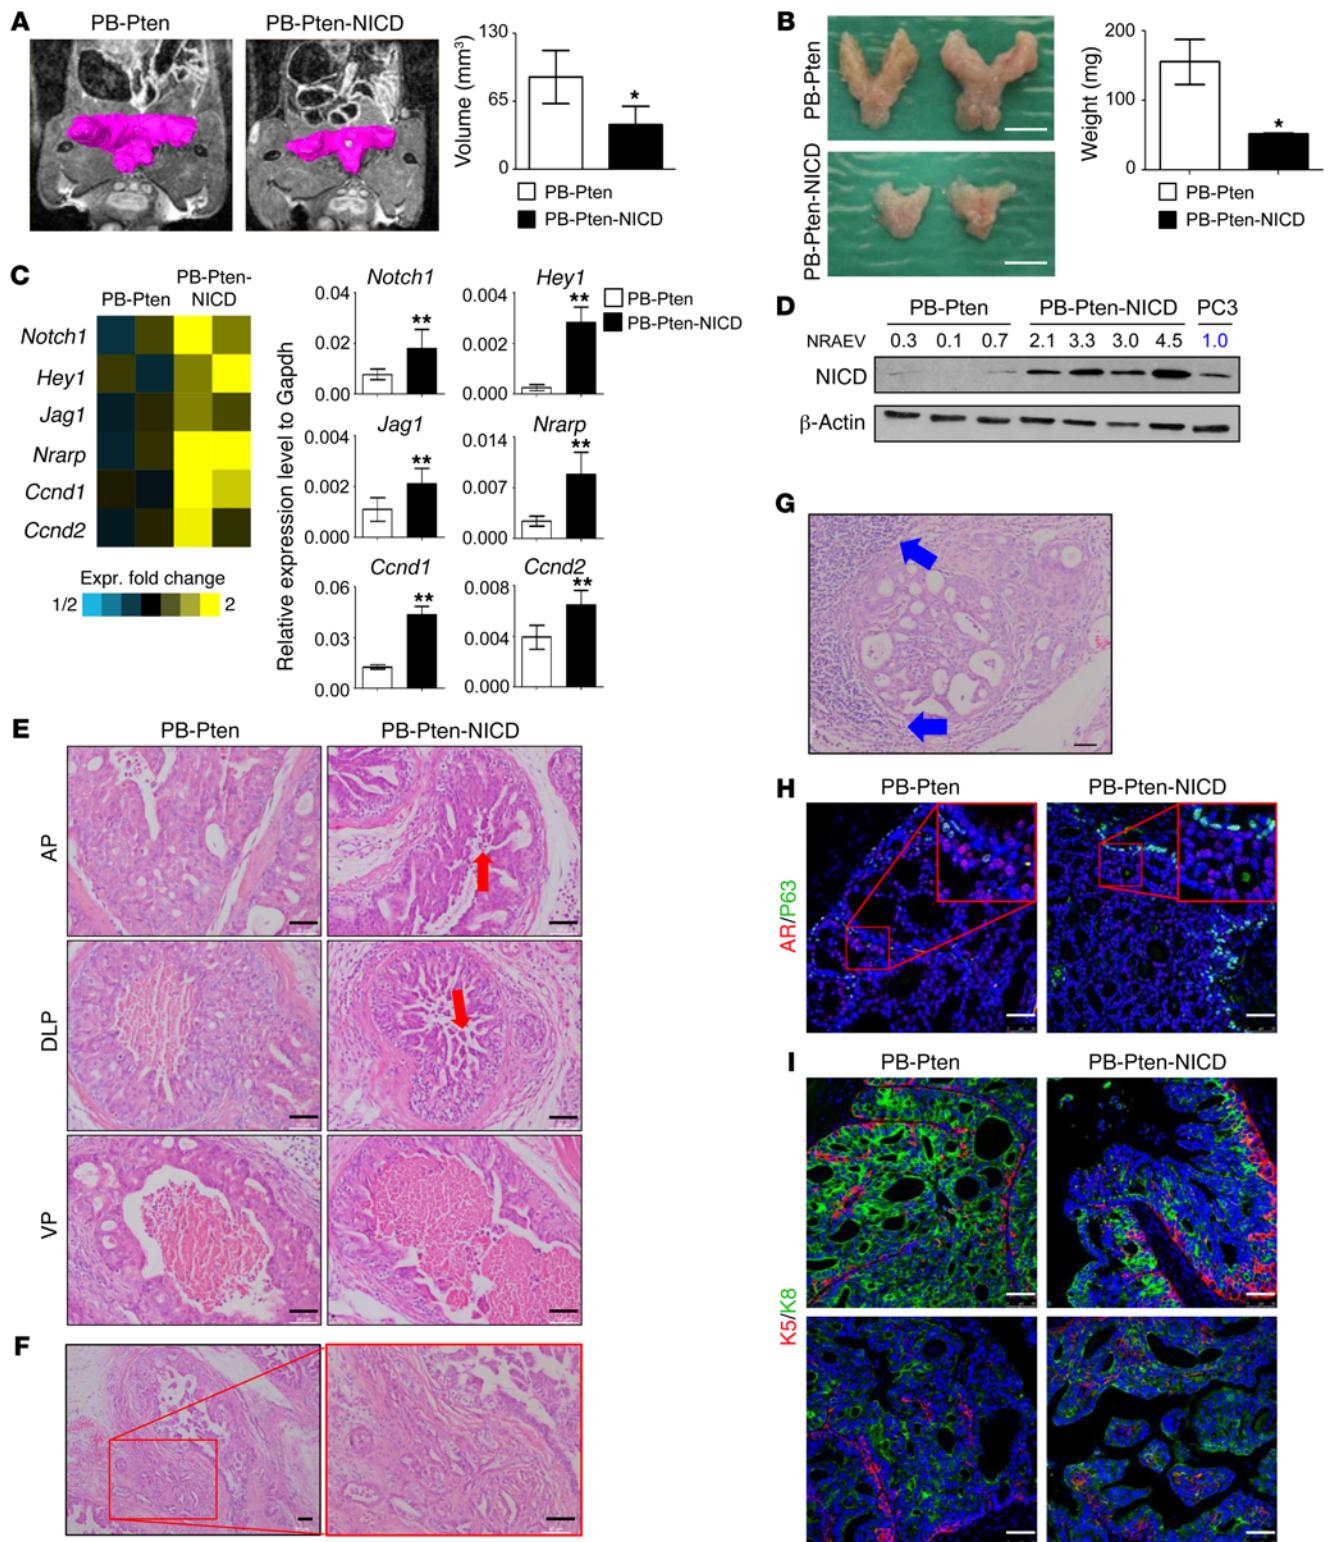 A
PB-Pten
PB-Pten-NICD
Volume (mm³)
130
65
0
*
PB-Pten
PB-Pten-NICD
B
PB-Pten
PB-Pten-NICD
Weight (mg)
200
100
0
*
PB-Pten
PB-Pten-NICD
C
PB-Pten
PB-Pten-
NICD
Notch1
Hey1
Jag1
Nrarp
Ccnd1
Ccnd2
Expr. fold change
1/2
2
Relative expression level to Gapdh
Notch1
0.04
0.02
0.000
**
Hey1
0.004
0.002
0.000
**
PB-Pten
PB-Pten-NICD
Jag1
0.004
0.002
0.000
**
Nrarp
0.014
0.007
0.000
**
Ccnd1
0.06
0.03
0.00
**
Ccnd2
0.008
0.004
0.000
**
D
PB-Pten PB-Pten-NICD PC3
NRAEV 0.3 0.1 0.7 2.1 3.3 3.0 4.5 1.0
NICD
β-Actin
E
PB-Pten
PB-Pten-NICD
AP
DLP
VP
F
G
H
PB-Pten
PB-Pten-NICD
AR/P63
I
PB-Pten
PB-Pten-NICD
K5/K8